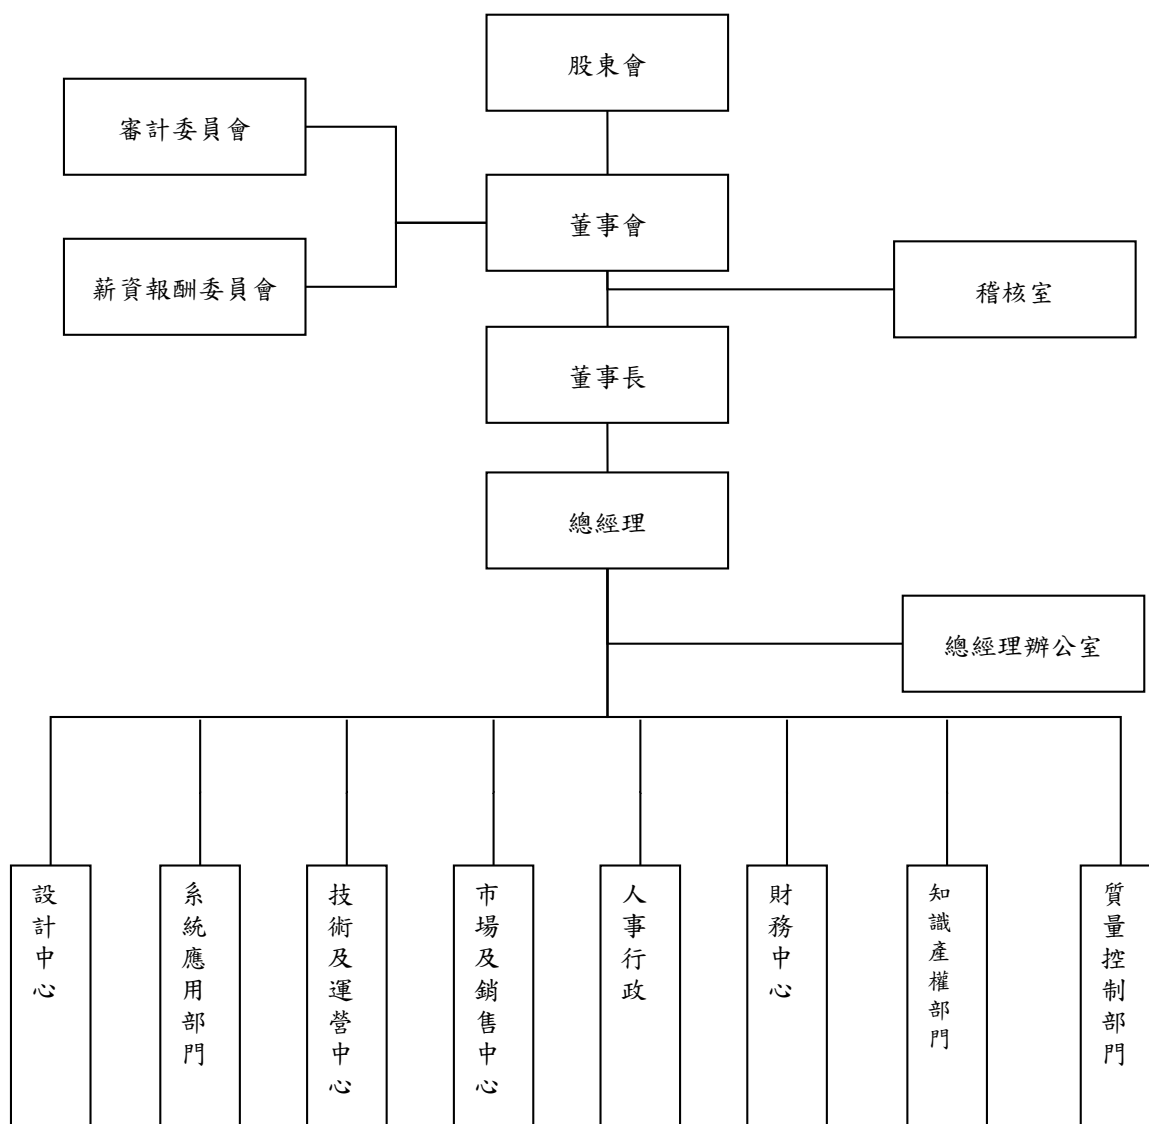 股東會
審計委員會
董事會
薪資報酬委員會
稽核室
董事長
總經理
總經理辦公室
設計中心
系統應用部門
技術及運營中心
市場及銷售中心
人事行政
財務中心
知識產權部門
質量控制部門